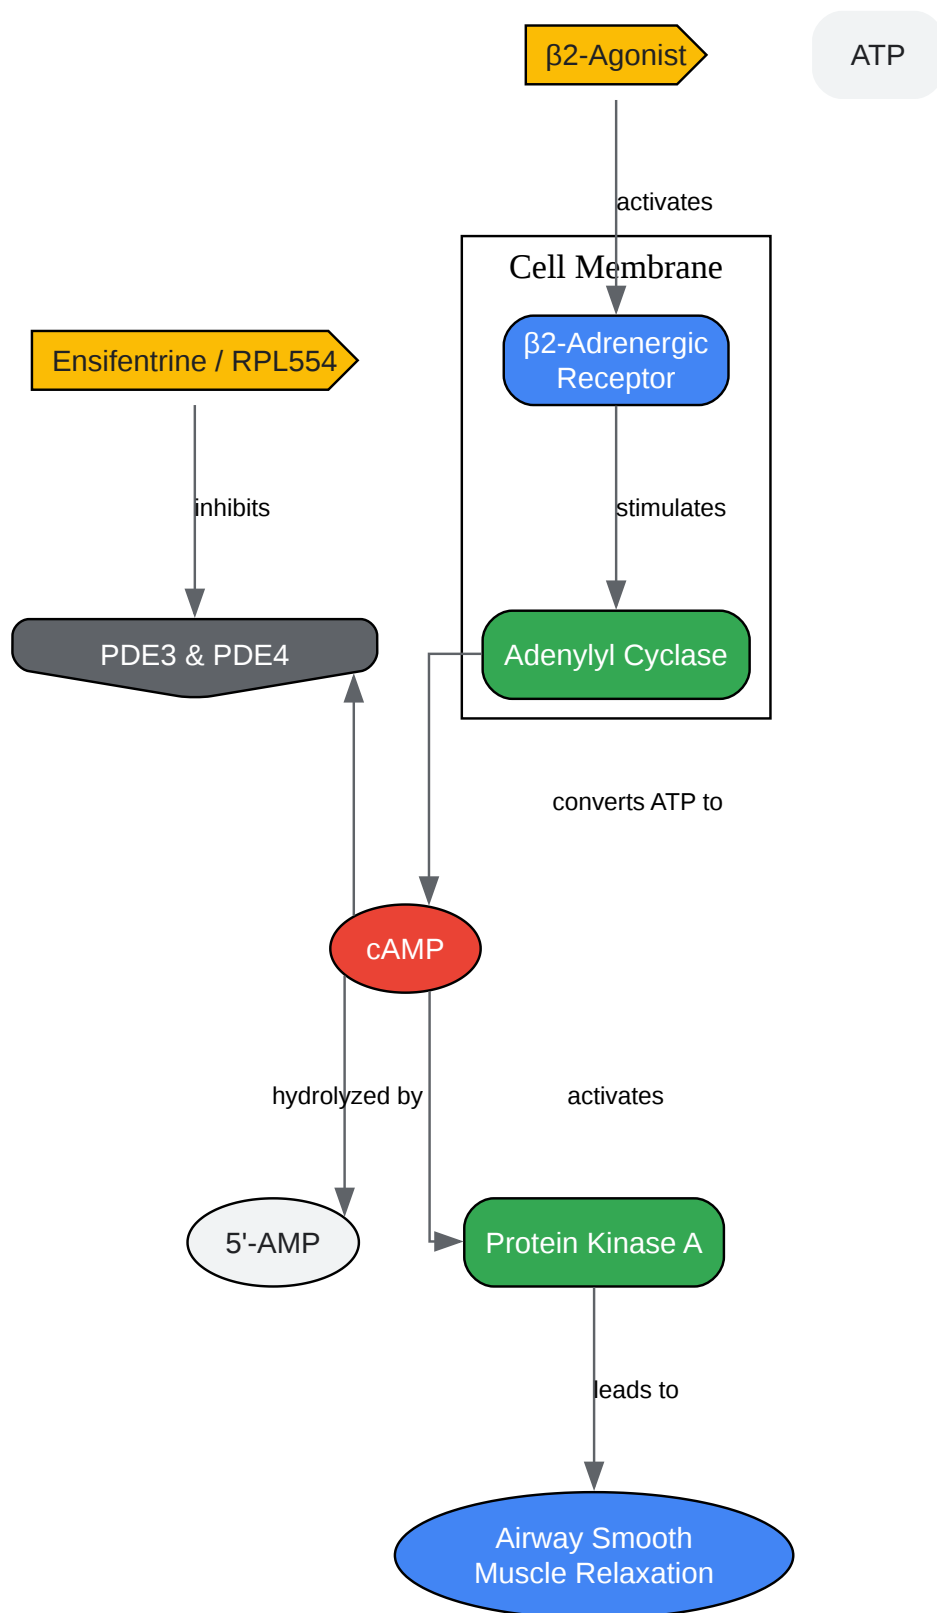 β2-Agonist
ATP
activates
Cell Membrane
β2-Adrenergic
Receptor
Ensifentrine / RPL554
inhibits
stimulates
PDE3 & PDE4
Adenylyl Cyclase
converts ATP to
cAMP
hydrolyzed by
activates
5'-AMP
Protein Kinase A
leads to
Airway Smooth
Muscle Relaxation